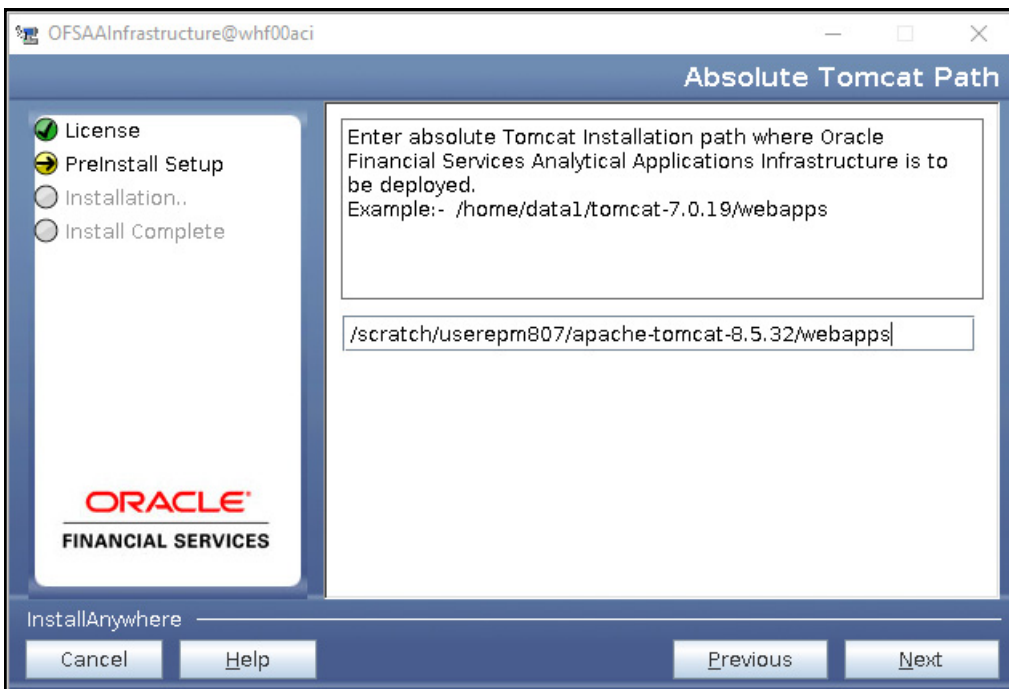 OFSAAInfrastructure@whf00aci
Absolute Tomcat Path
License
PreInstall Setup
Installation..
Install Complete
Enter absolute Tomcat Installation path where Oracle
Financial Services Analytical Applications Infrastructure is to
be deployed.
Example:- /home/data1/tomcat-7.0.19/webapps
/scratch/userepm807/apache-tomcat-8.5.32/webapps
ORACLE
FINANCIAL SERVICES
InstallAnywhere
Cancel Help Previous Next